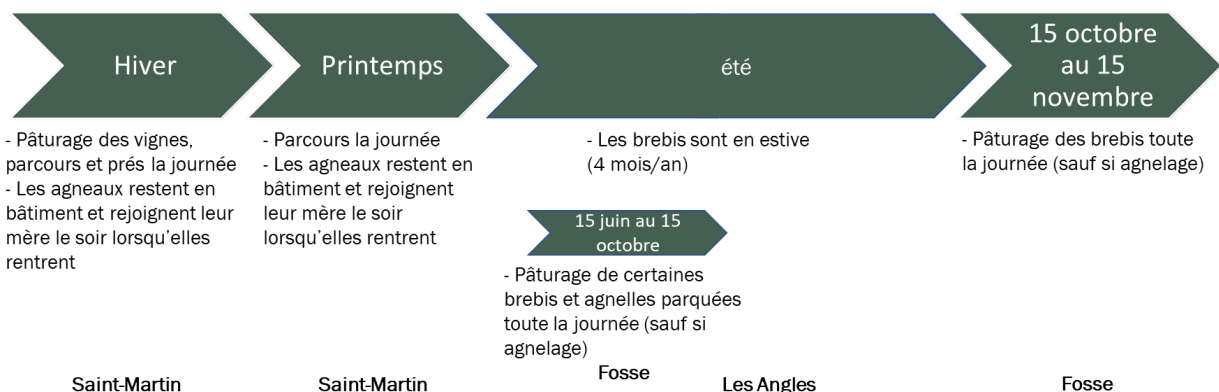 Hiver
- Pâturage des vignes,
parcours et prés la journée
- Les agneaux restent en
bâtiment et rejoignent leur
mère le soir lorsqu'elles
rentrent
Saint-Martin
Printemps
- Parcours la journée
- Les agneaux restent en
bâtiment et rejoignent
leur mère le soir
lorsqu'elles rentrent
Saint-Martin
été
- Les brebis sont en estive
(4 mois/an)
15 juin au 15
octobre
- Pâturage de certaines
brebis et agnelles parquées
toute la journée (sauf si
agnelage)
Fosse
Les Angles
15 octobre
au 15
novembre
- Pâturage des brebis toute
la journée (sauf si agnelage)
Fosse